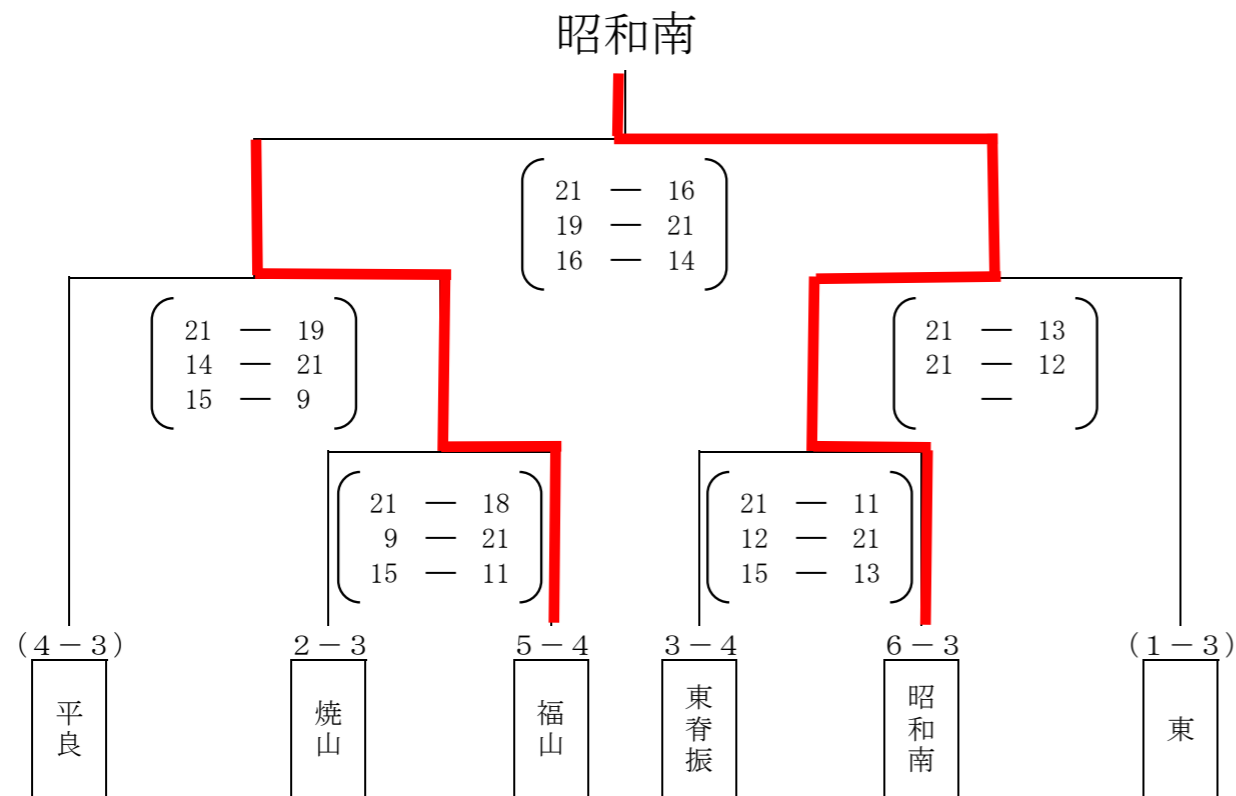 昭和南
21 ― 16
19 ― 21
16 ― 14
21 ― 19
14 ― 21
15 ― 9
21 ― 13
21 ― 12
―
21 ― 18
9 ― 21
15 ― 11
21 ― 11
12 ― 21
15 ― 13
(４－３)
２－３
５－４
３－４
６－３
(１－３)
平良
焼山
福山
東脊振
昭和南
東